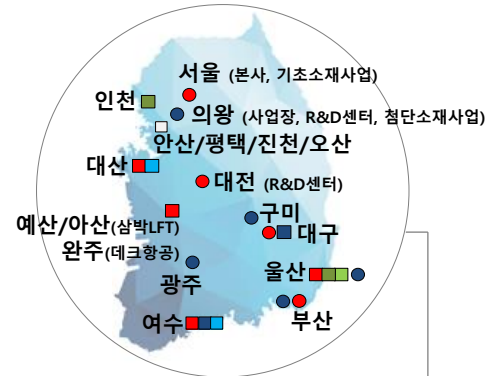 서울 (본사, 기초소재사업)
인천
의왕 (사업장, R&D센터, 첨단소재사업)
안산/평택/진천/오산
대산
대전 (R&D센터)
구미
예산/아산(삼박LFT)
대구
완주(데크항공)
광주
울산
부산
여수